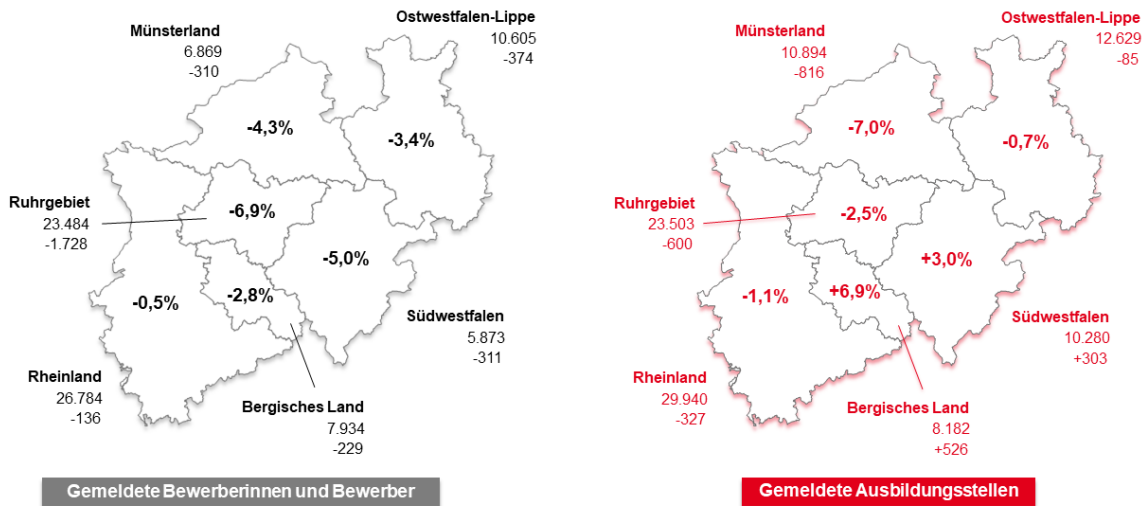 Münsterland
6.869
-310
Ostwestfalen-Lippe
10.605
-374
-4,3%
-3,4%
Ruhrgebiet
23.484
-1.728
-6,9%
-5,0%
-0,5%
-2,8%
Südwestfalen
5.873
-311
Rheinland
26.784
-136
Bergisches Land
7.934
-229
Gemeldete Bewerberinnen und Bewerber
Münsterland
10.894
-816
Ostwestfalen-Lippe
12.629
-85
-7,0%
-0,7%
Ruhrgebiet
23.503
-600
-2,5%
+3,0%
-1,1%
+6,9%
Südwestfalen
10.280
+303
Rheinland
29.940
-327
Bergisches Land
8.182
+526
Gemeldete Ausbildungsstellen